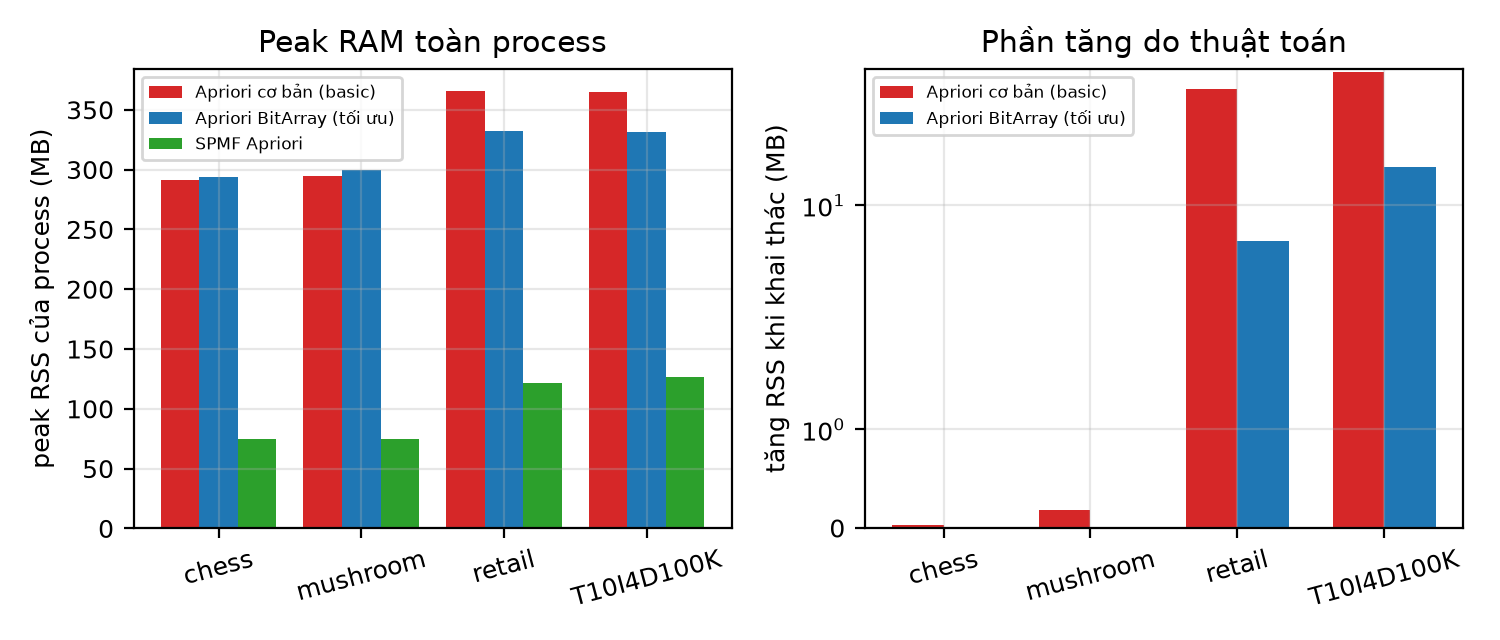 Peak RAM toàn process
peak RSS của process (MB)
350
300
250
200
150
100
50
0
Apriori cơ bản (basic)
Apriori BitArray (tối ưu)
SPMF Apriori
chess
mushroom
retail
T10I4D100K
Phần tăng do thuật toán
tăng RSS khi khai thác (MB)
10¹
10⁰
0
Apriori cơ bản (basic)
Apriori BitArray (tối ưu)
chess
mushroom
retail
T10I4D100K